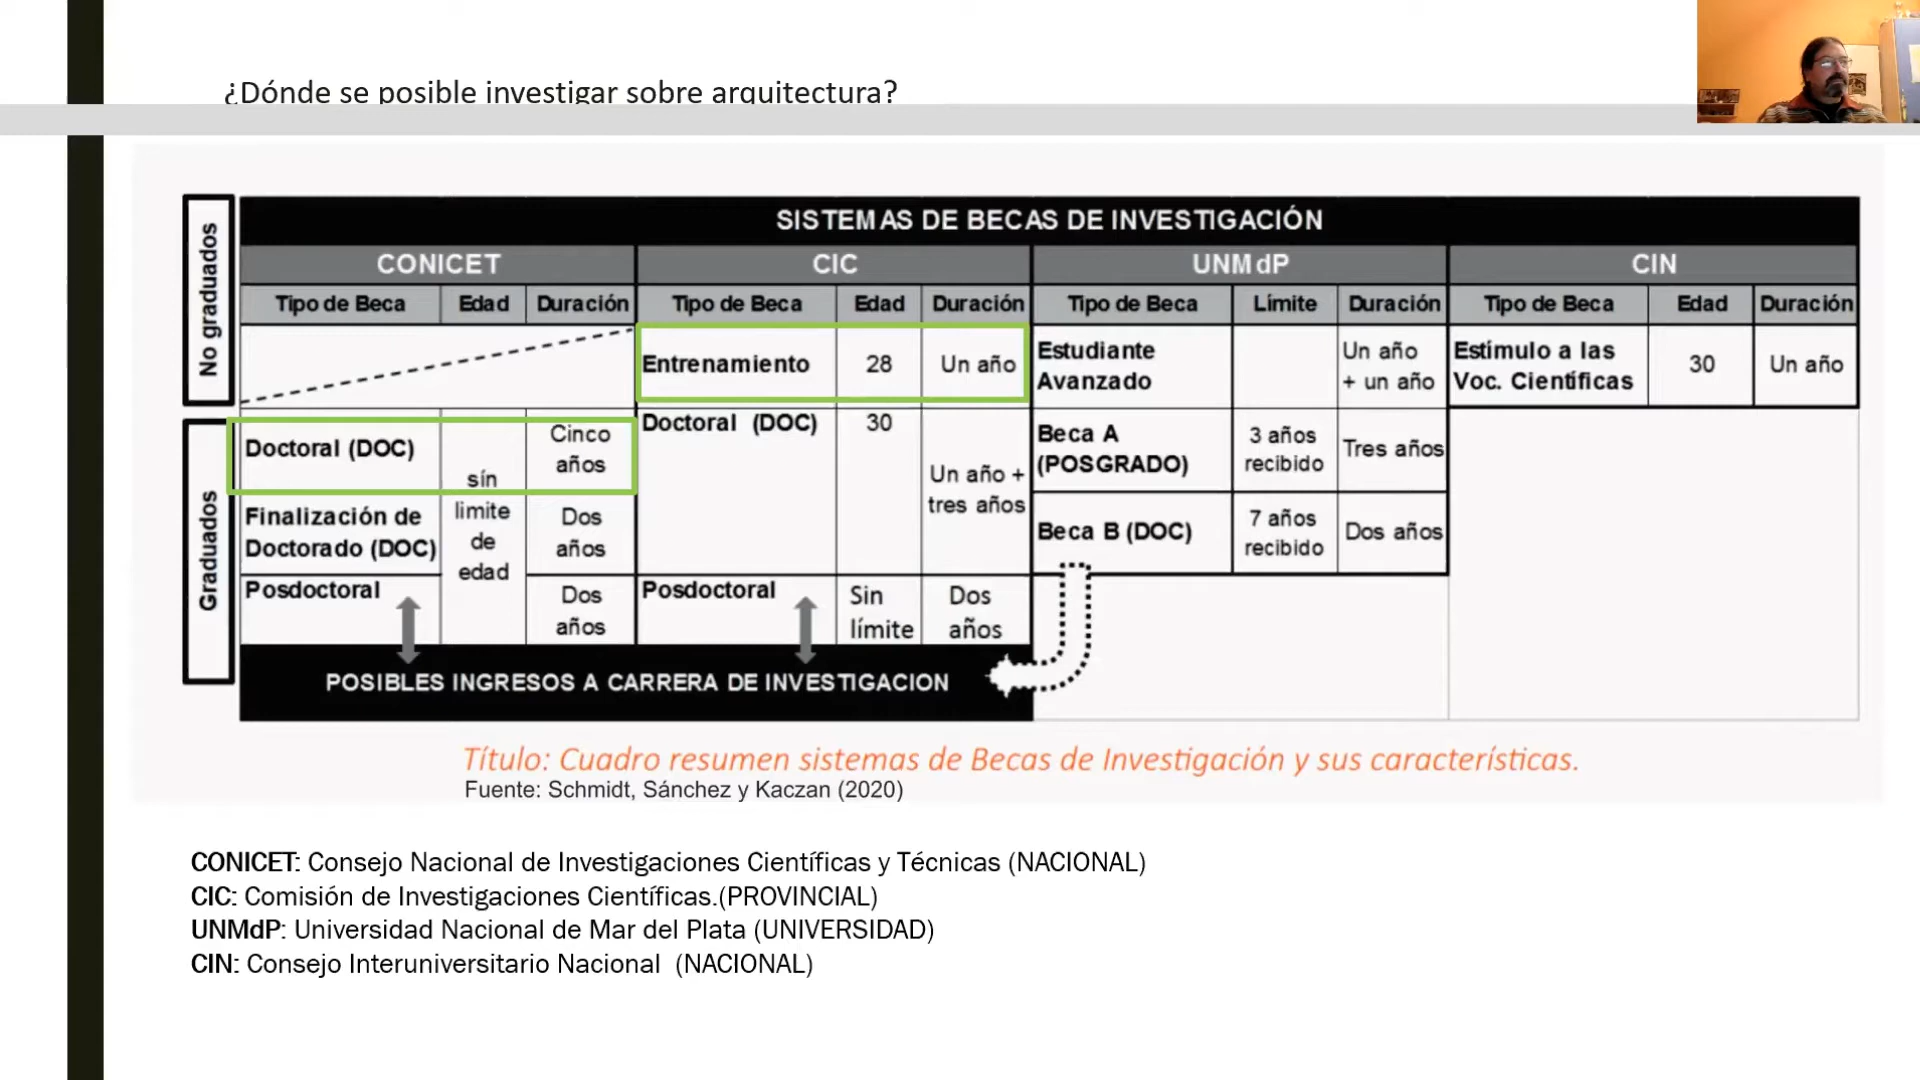 ¿Dónde se posible investigar sobre arquitectura?
No graduados
Graduados
SISTEMAS DE BECAS DE INVESTIGACIÓN
CONICET CIC UNMdP CIN
Tipo de Beca Edad Duración Tipo de Beca Edad Duración Tipo de Beca Límite Duración Tipo de Beca Edad Duración
Entrenamiento 28 Un año
Estudiante
Avanzado
Un año
+ un año
Estímulo a las
Voc. Científicas
30 Un año
Doctoral (DOC)
sín
limite
de
edad
Cinco
años
Finalización de
Doctorado (DOC)
Dos
años
Posdoctoral
Dos
años
Doctoral (DOC) 30
Un año +
tres años
Posdoctoral
Sin
límite
Dos
años
Beca A
(POSGRADO)
3 años
recibido
Tres años
Beca B (DOC)
7 años
recibido
Dos años
POSIBLES INGRESOS A CARRERA DE INVESTIGACION
Título: Cuadro resumen sistemas de Becas de Investigación y sus características.
Fuente: Schmidt, Sánchez y Kaczan (2020)
CONICET: Consejo Nacional de Investigaciones Científicas y Técnicas (NACIONAL)
CIC: Comisión de Investigaciones Científicas.(PROVINCIAL)
UNMdP: Universidad Nacional de Mar del Plata (UNIVERSIDAD)
CIN: Consejo Interuniversitario Nacional (NACIONAL)